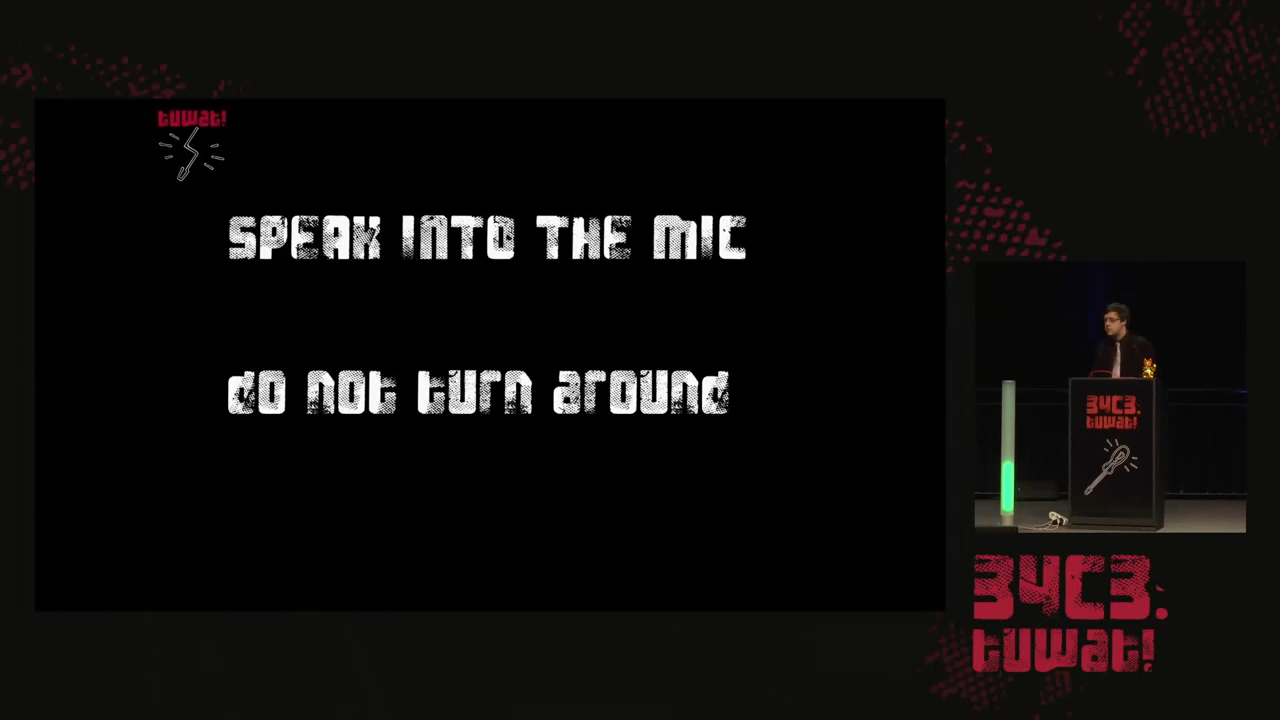 tuwat!
SPEAK INTO THE MIC
do not turn around
34C3.
tuwat!
34C3.
tuwat!